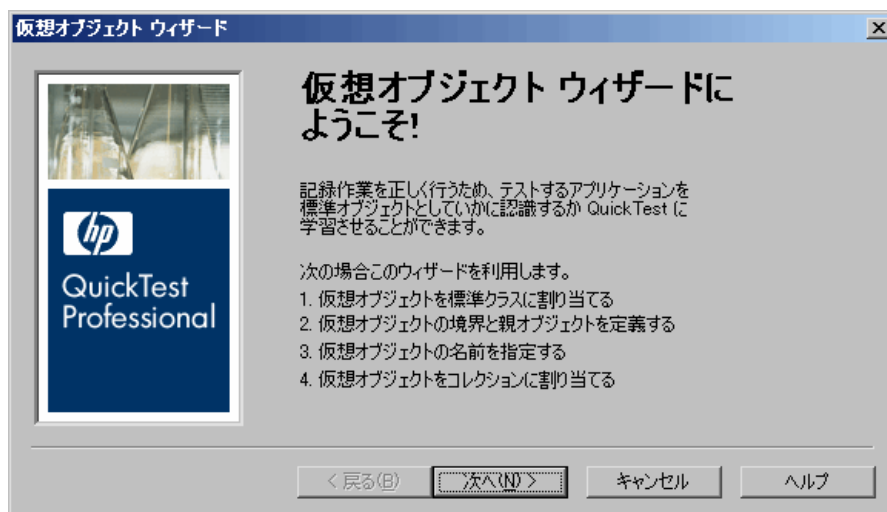 仮想オブジェクト ウィザード
仮想オブジェクト ウィザードに
ようこそ!
記録作業を正しく行うため、テストするアプリケーションを
標準オブジェクトとしていかに認識するか QuickTest に
学習させることができます。
次の場合このウィザードを利用します。
1. 仮想オブジェクトを標準クラスに割り当てる
2. 仮想オブジェクトの境界と親オブジェクトを定義する
3. 仮想オブジェクトの名前を指定する
4. 仮想オブジェクトをコレクションに割り当てる
hp
QuickTest
Professional
< 戻る(B)
次へ(N) >
キャンセル
ヘルプ